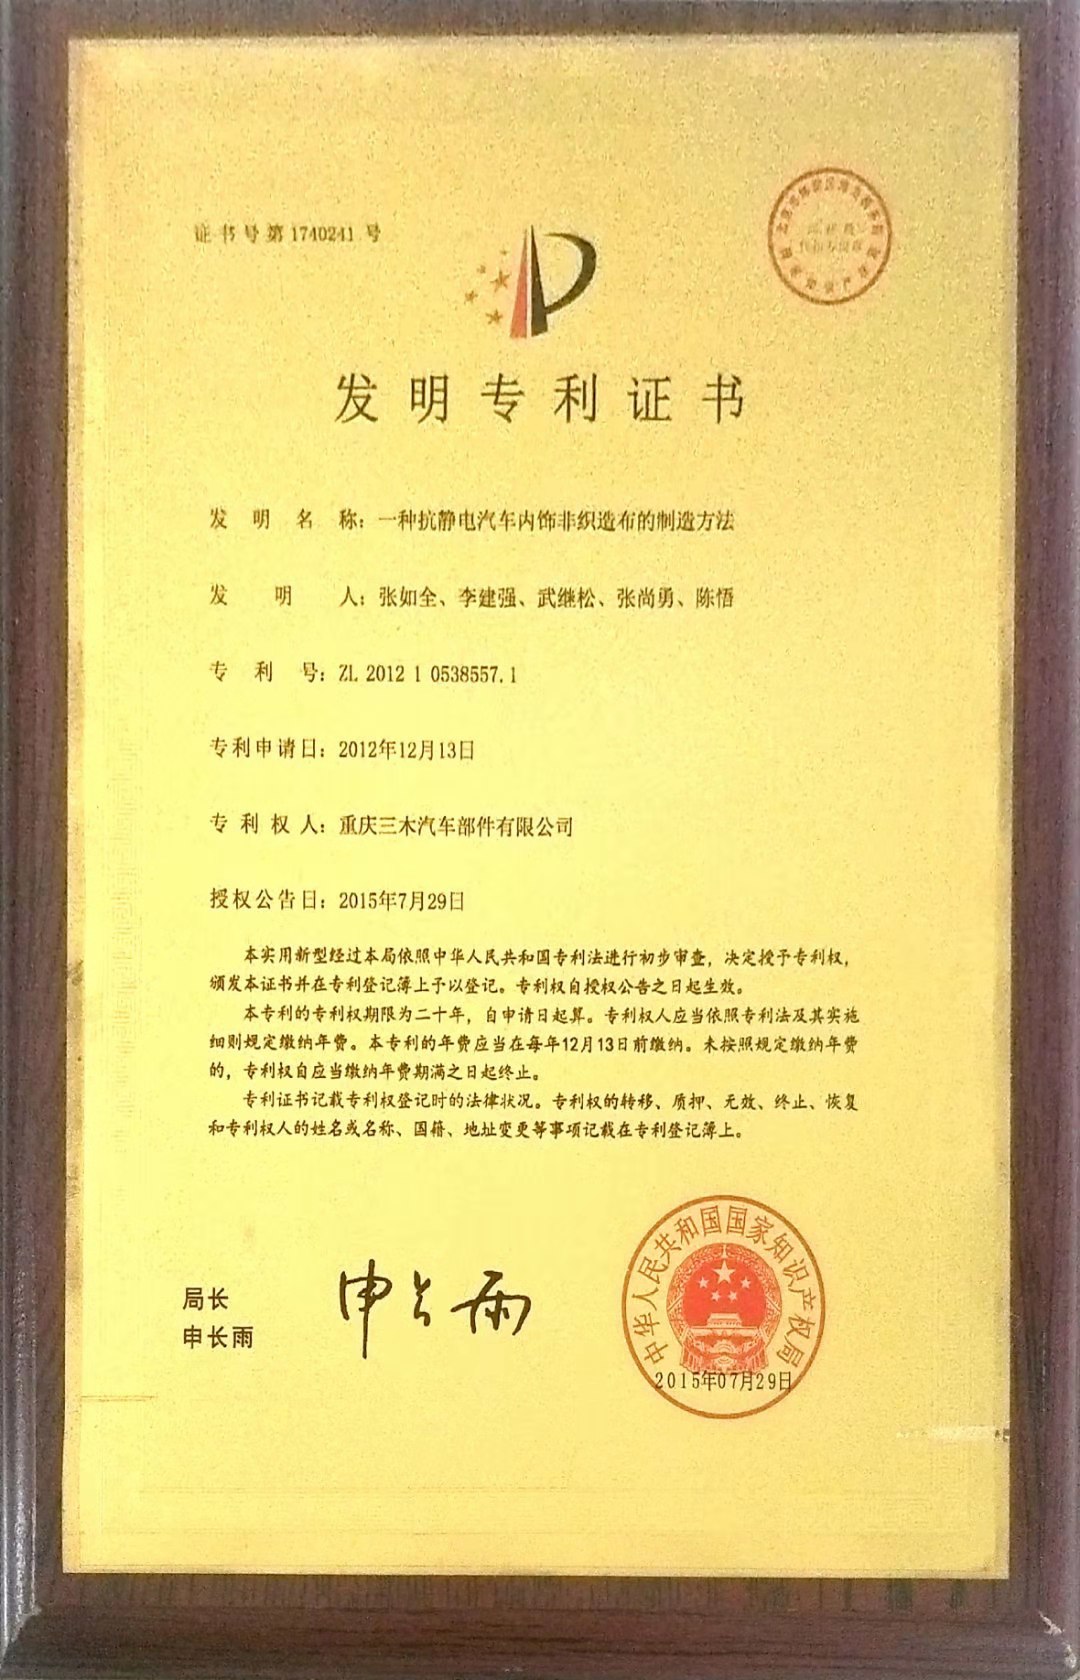 证书号第1740241号
发明专利证书
发明名称：一种抗静电汽车内饰非织造布的制造方法
发明人：张如全、李建强、武继松、张尚勇、陈悟
专利号：ZL 2012 1 0538557.1
专利申请日：2012年12月13日
专利权人：重庆三木汽车部件有限公司
授权公告日：2015年7月29日
本实用新型经过本局依照中华人民共和国专利法进行初步审查，决定授予专利权，
颁发本证书并在专利登记簿上予以登记。专利权自授权公告之日起生效。
本专利的专利权期限为二十年，自申请日起算。专利权人应当依照专利法及其实施
细则规定缴纳年费。本专利的年费应当在每年12月13日前缴纳。未按照规定缴纳年费
的，专利权自应当缴纳年费期满之日起终止。
专利证书记载专利权登记时的法律状况。专利权的转移、质押、无效、终止、恢复
和专利权人的姓名或名称、国籍、地址变更等事项记载在专利登记簿上。
局长
申长雨
申长雨
中华人民共和国国家知识产权局
2015年07月29日